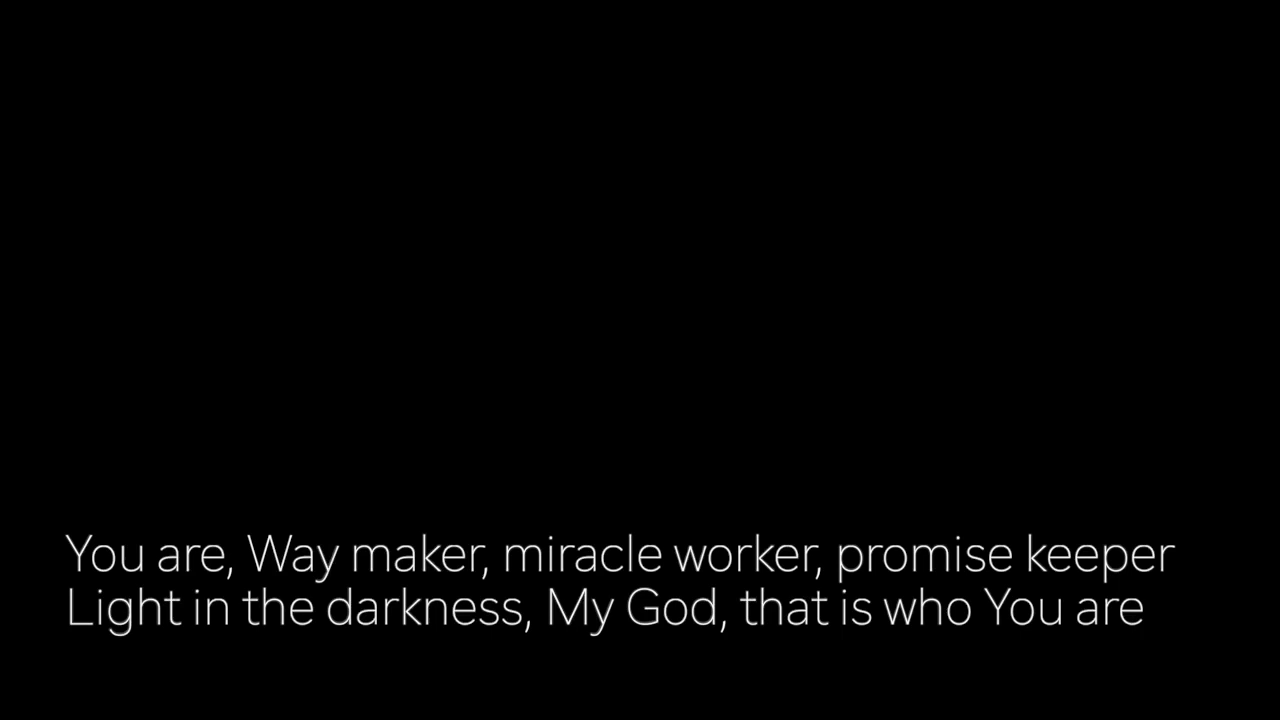 You are, Way maker, miracle worker, promise keeper
Light in the darkness, My God, that is who You are